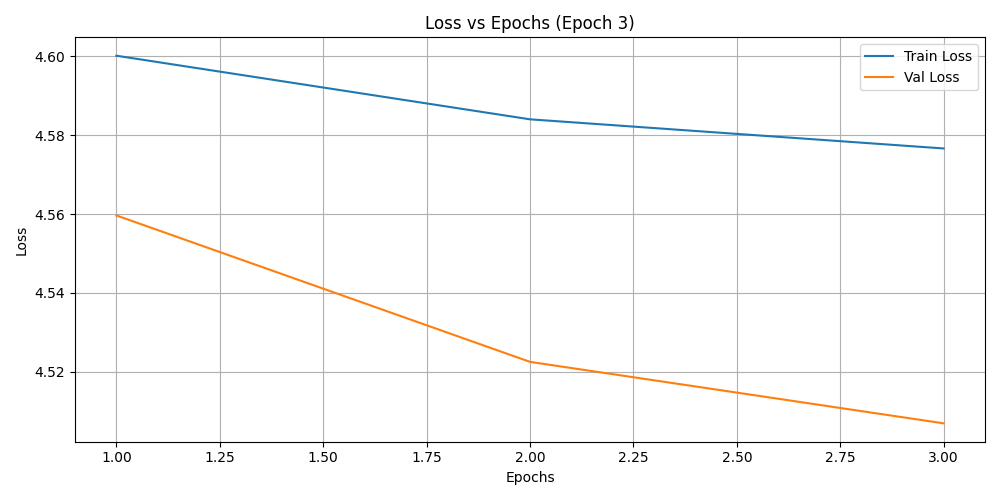 Loss vs Epochs (Epoch 3)
4.60
4.58
4.56
4.54
4.52
Loss
Train Loss
Val Loss
1.00 1.25 1.50 1.75 2.00 2.25 2.50 2.75 3.00
Epochs